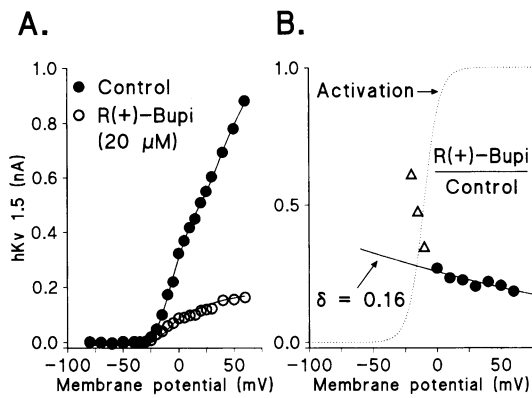 A.
● Control
○ R(+)-Bupi
(20 μM)
hKv 1.5 (nA)
1.0
0.8
0.6
0.4
0.2
0.0
−100 −50 0 50
Membrane potential (mV)
B.
Activation
R(+)-Bupi
Control
δ = 0.16
1.0
0.5
0.0
−100 −50 0 50
Membrane potential (mV)